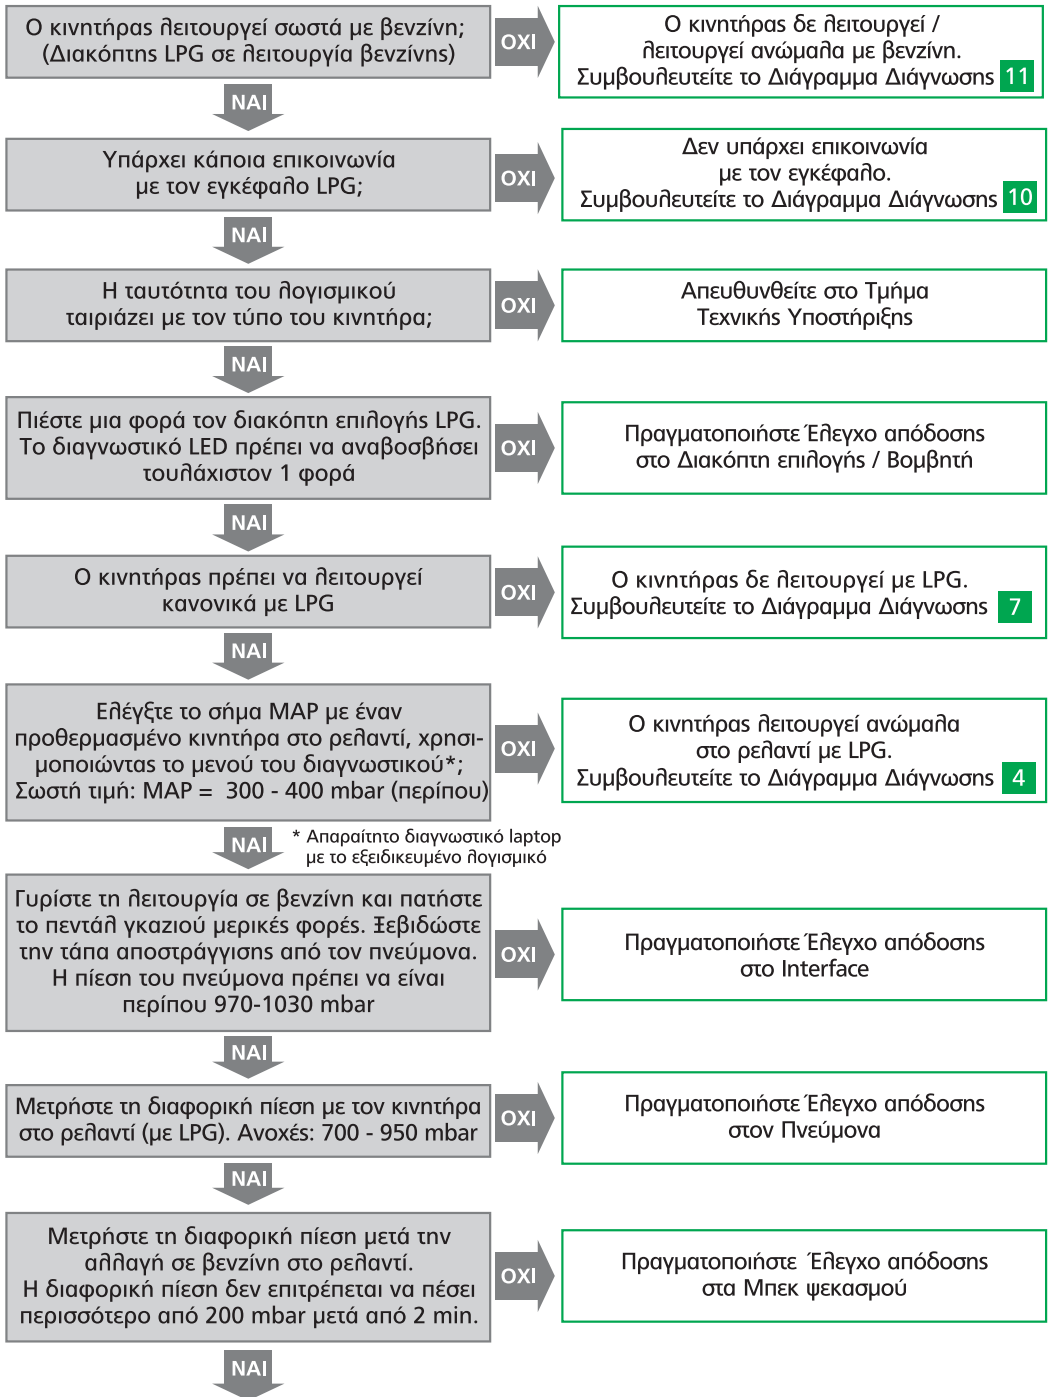 Ο κινητήρας λειτουργεί σωστά με βενζίνη;
(Διακόπτης LPG σε λειτουργία βενζίνης)
ΟΧΙ
Ο κινητήρας δε λειτουργεί /
λειτουργεί ανώμαλα με βενζίνη.
Συμβουλευτείτε το Διάγραμμα Διάγνωσης 11
ΝΑΙ
Υπάρχει κάποια επικοινωνία
με τον εγκέφαλο LPG;
ΟΧΙ
Δεν υπάρχει επικοινωνία
με τον εγκέφαλο.
Συμβουλευτείτε το Διάγραμμα Διάγνωσης 10
ΝΑΙ
Η ταυτότητα του λογισμικού
ταιριάζει με τον τύπο του κινητήρα;
ΟΧΙ
Απευθυνθείτε στο Τμήμα
Τεχνικής Υποστήριξης
ΝΑΙ
Πιέστε μια φορά τον διακόπτη επιλογής LPG.
Το διαγνωστικό LED πρέπει να αναβοσβήσει
τουλάχιστον 1 φορά
ΟΧΙ
Πραγματοποιήστε Έλεγχο απόδοσης
στο Διακόπτη επιλογής / Βομβητή
ΝΑΙ
Ο κινητήρας πρέπει να λειτουργεί
κανονικά με LPG
ΟΧΙ
Ο κινητήρας δε λειτουργεί με LPG.
Συμβουλευτείτε το Διάγραμμα Διάγνωσης 7
ΝΑΙ
Ελέγξτε το σήμα MAP με έναν
προθερμασμένο κινητήρα στο ρελαντί, χρησι-
μοποιώντας το μενού του διαγνωστικού*;
Σωστή τιμή: MAP = 300 - 400 mbar (περίπου)
ΟΧΙ
Ο κινητήρας λειτουργεί ανώμαλα
στο ρελαντί με LPG.
Συμβουλευτείτε το Διάγραμμα Διάγνωσης 4
ΝΑΙ
* Απαραίτητο διαγνωστικό laptop
με το εξειδικευμένο λογισμικό
Γυρίστε τη λειτουργία σε βενζίνη και πατήστε
το πεντάλ γκαζιού μερικές φορές. Ξεβιδώστε
την τάπα αποστράγγισης από τον πνεύμονα.
Η πίεση του πνεύμονα πρέπει να είναι
περίπου 970-1030 mbar
ΟΧΙ
Πραγματοποιήστε Έλεγχο απόδοσης
στο Interface
ΝΑΙ
Μετρήστε τη διαφορική πίεση με τον κινητήρα
στο ρελαντί (με LPG). Ανοχές: 700 - 950 mbar
ΟΧΙ
Πραγματοποιήστε Έλεγχο απόδοσης
στον Πνεύμονα
ΝΑΙ
Μετρήστε τη διαφορική πίεση μετά την
αλλαγή σε βενζίνη στο ρελαντί.
Η διαφορική πίεση δεν επιτρέπεται να πέσει
περισσότερο από 200 mbar μετά από 2 min.
ΟΧΙ
Πραγματοποιήστε Έλεγχο απόδοσης
στα Μπεκ ψεκασμού
ΝΑΙ